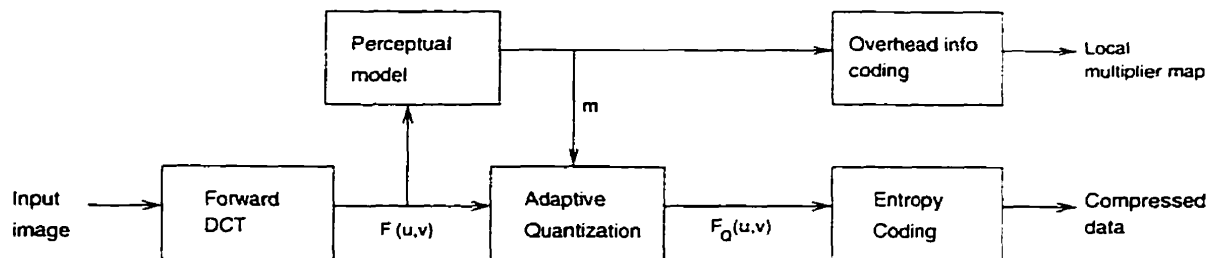 Perceptual
model
Overhead info
coding
Local
multiplier map
m
Input
image
Forward
DCT
F(u,v)
Adaptive
Quantization
F_Q(u,v)
Entropy
Coding
Compressed
data